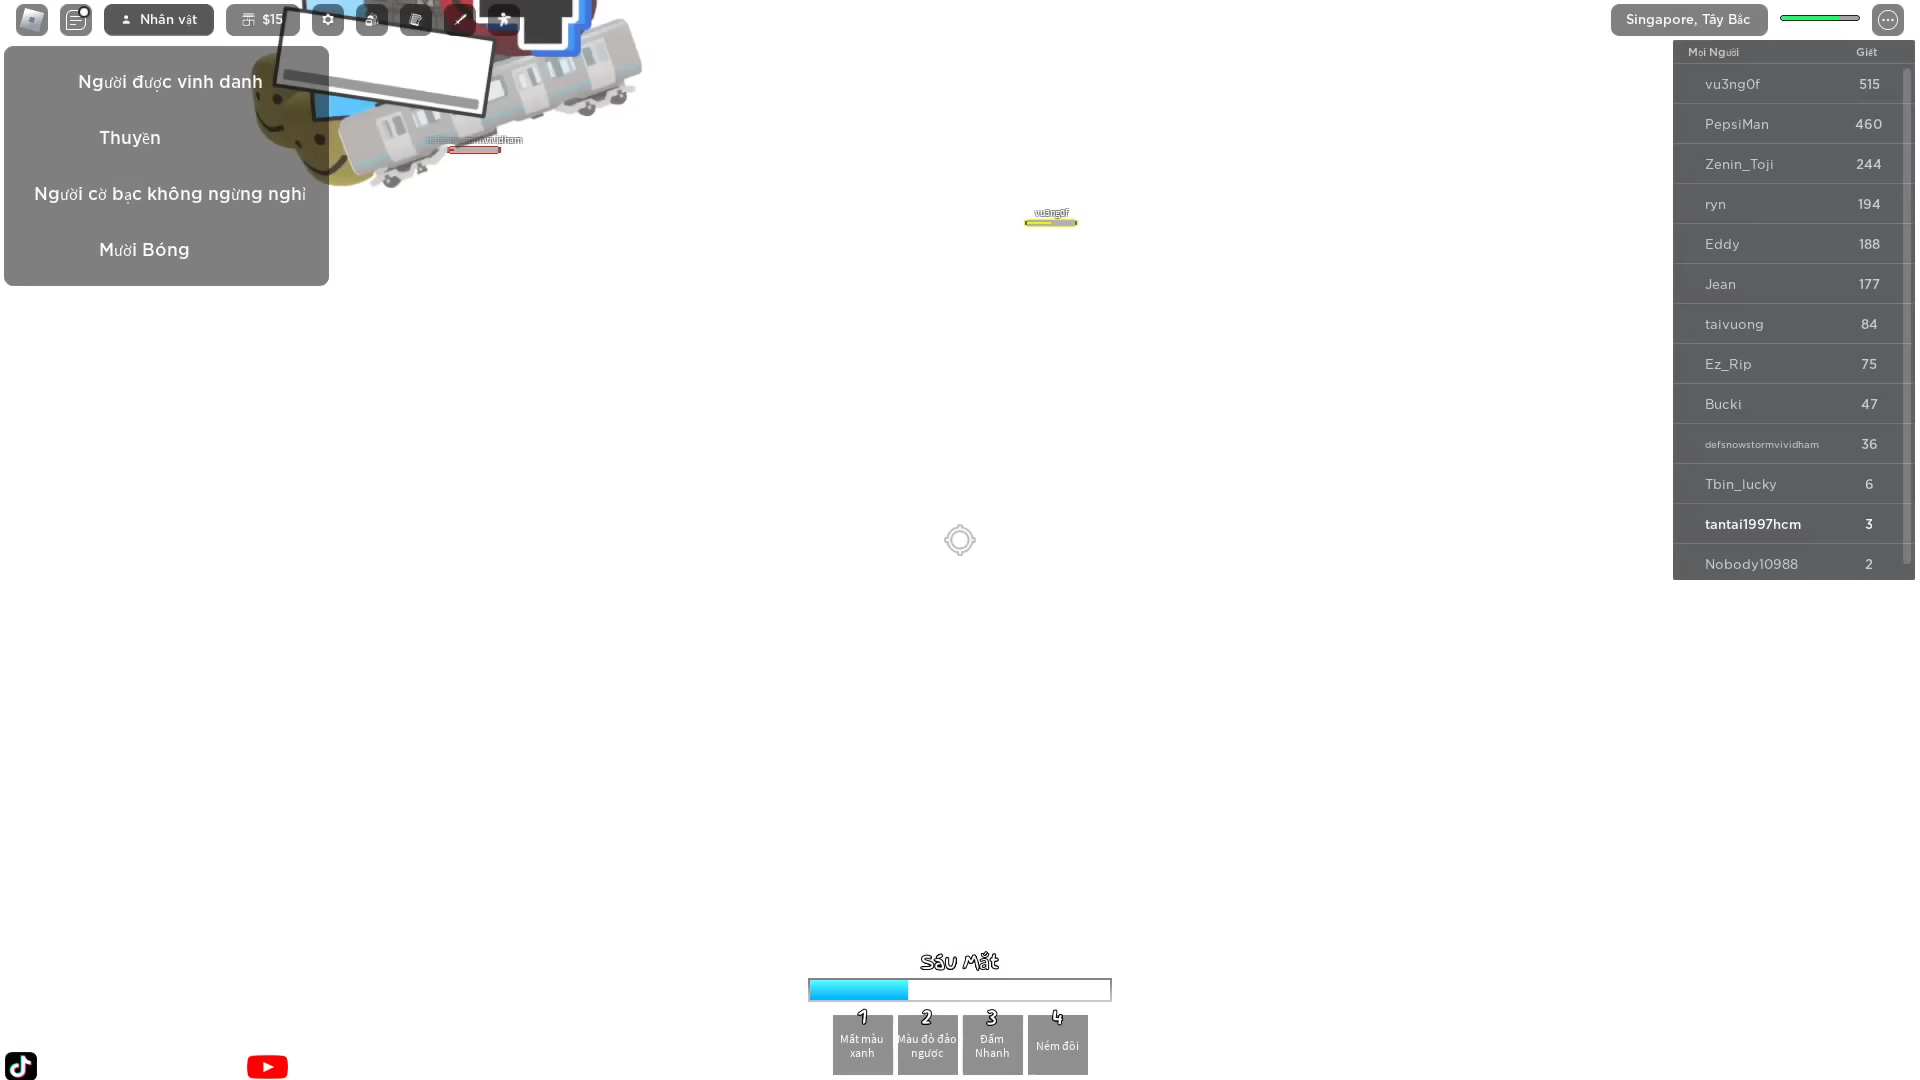 Nhân vật
$15
Singapore, Tây Bắc
Người được vinh danh
Thuyền
Người cờ bạc không ngừng nghỉ
Mười Bóng
vu3ng0f
Mọi Người Giết
vu3ng0f 515
PepsiMan 460
Zenin_Toji 244
ryn 194
Eddy 188
Jean 177
taivuong 84
Ez_Rip 75
Bucki 47
defsnowstormvividham 36
Tbin_lucky 6
tantai1997hcm 3
Nobody10988 2
Sáu Mắt
1 2 3 4
Mất màu xanh
Màu đỏ đảo ngược
Đấm Nhanh
Ném đôi